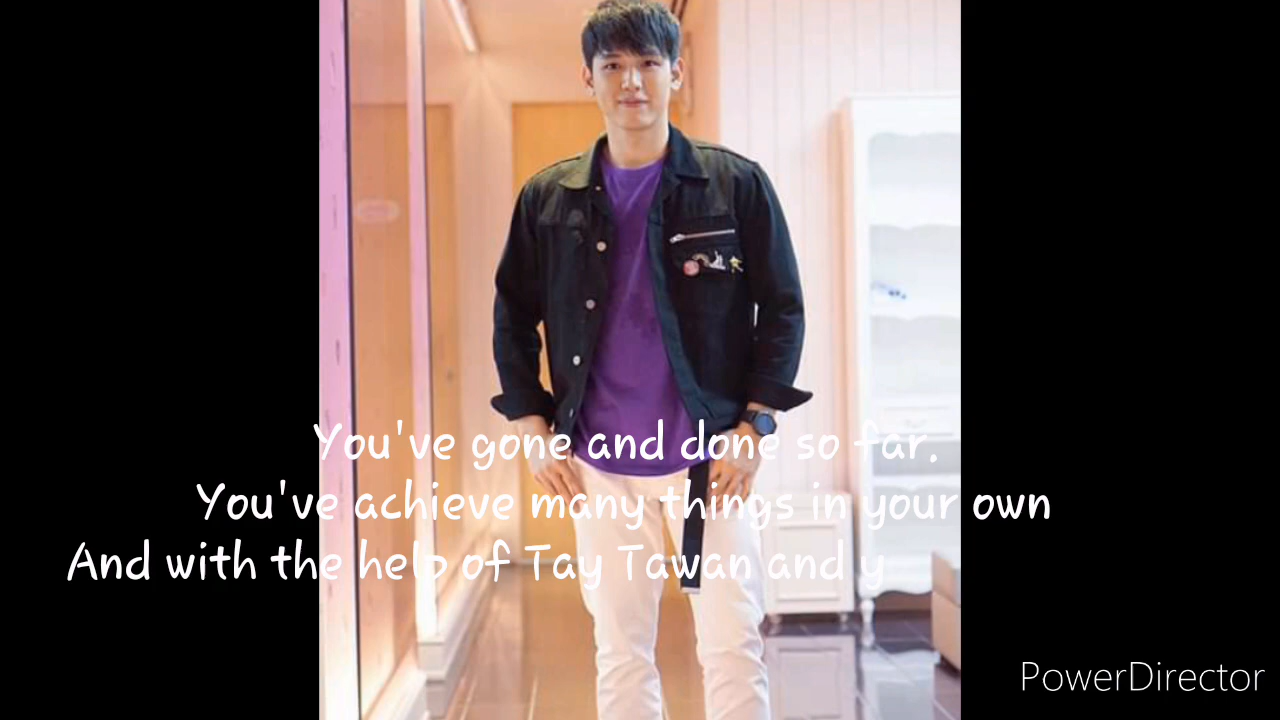 You've gone and done so far.
You've achieve many things in your own
And with the help of Tay Tawan and y
PowerDirector